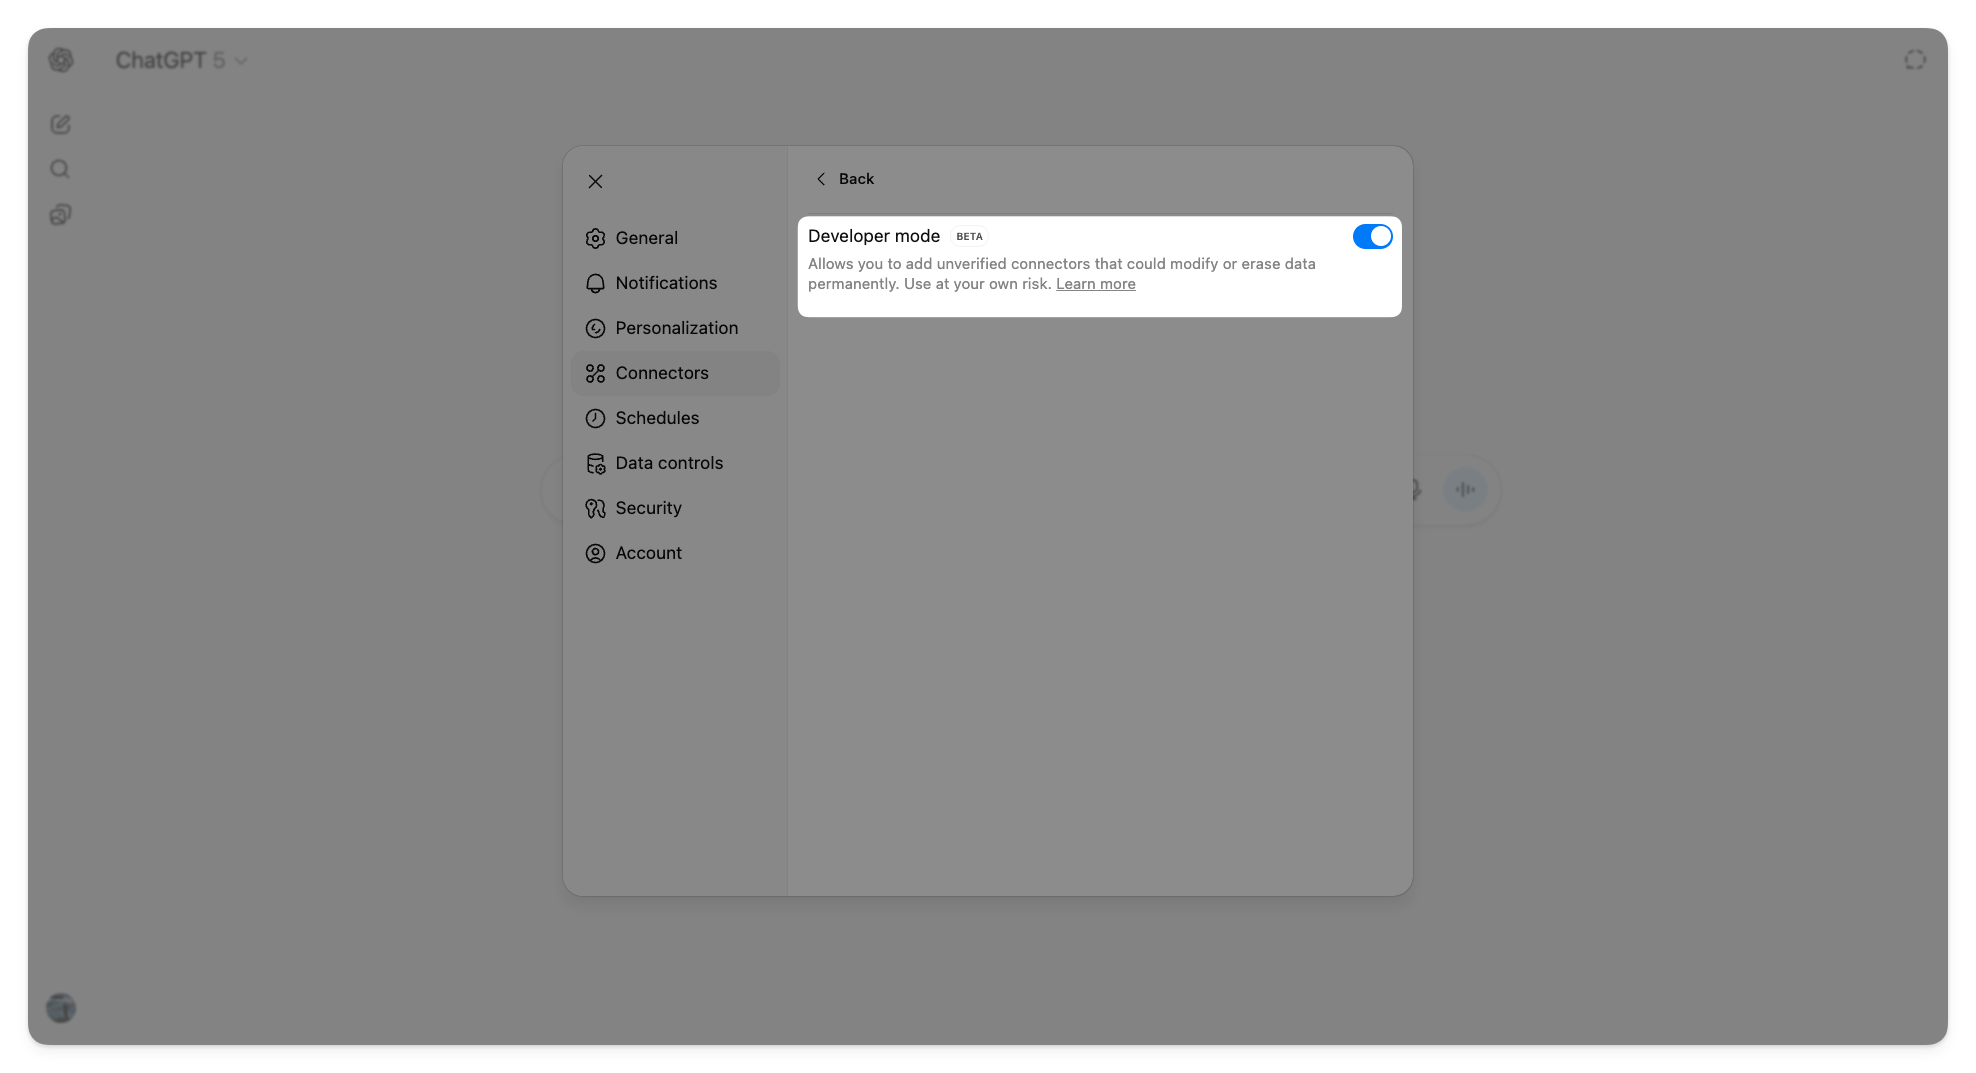 ChatGPT 5
Back
General
Notifications
Personalization
Connectors
Schedules
Data controls
Security
Account
Developer mode BETA
Allows you to add unverified connectors that could modify or erase data
permanently. Use at your own risk. Learn more